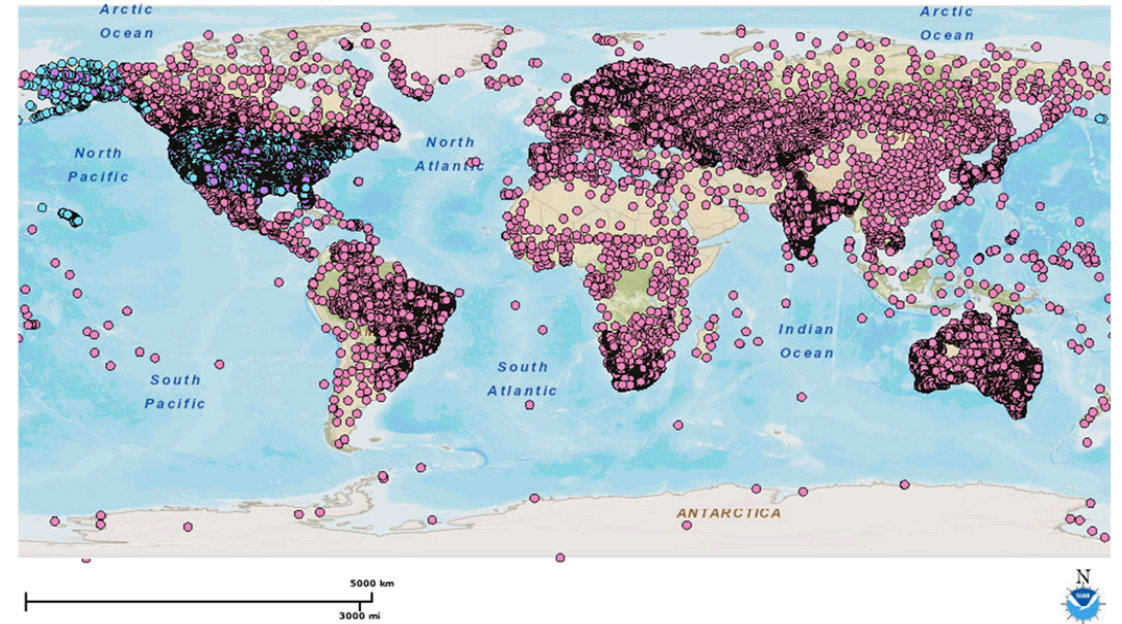 Arctic
Ocean
Arctic
Ocean
North
Pacific
North
Atlantic
Indian
Ocean
South
Atlantic
South
Pacific
ANTARCTICA
5000 km
3000 mi
N